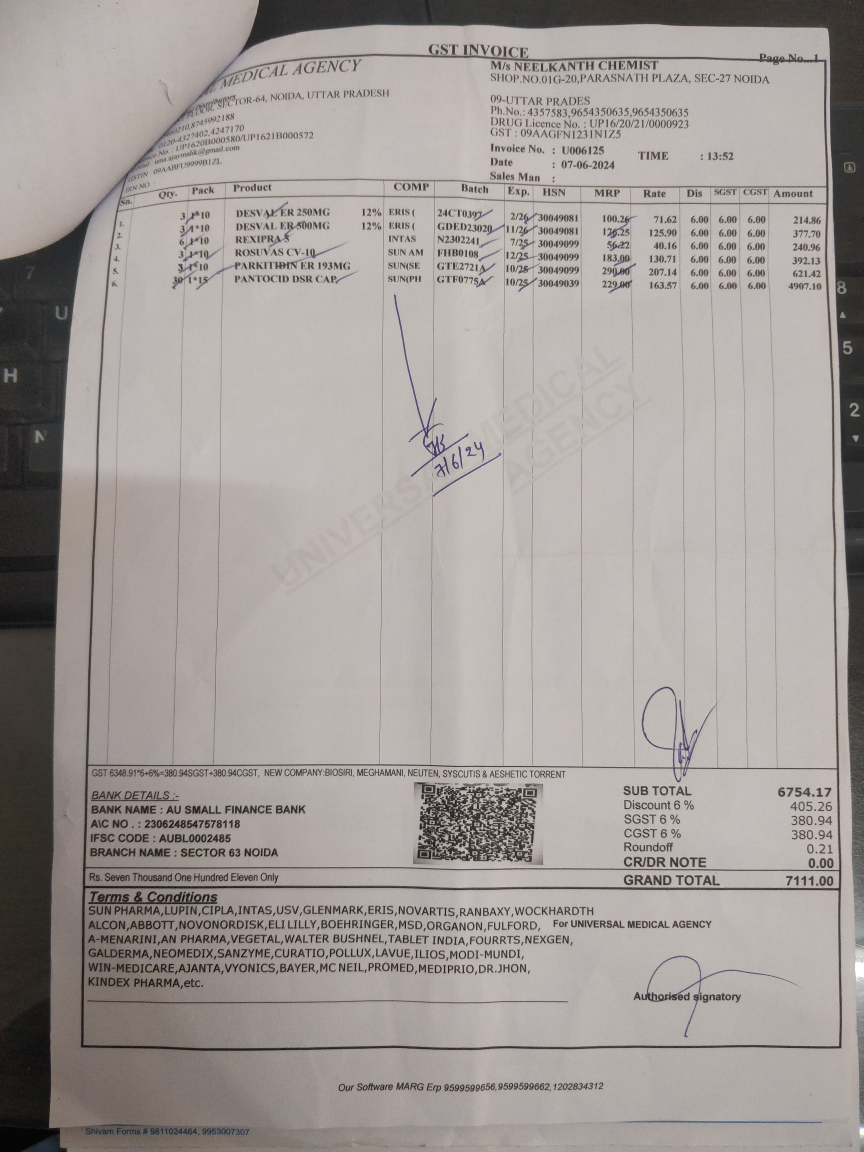 GST INVOICE
Page No...1
MEDICAL AGENCY
SECTOR-64, NOIDA, UTTAR PRADESH
8745992188
0120-4327402,4247170
UP1620B000580/UP1621B000572
09AABFU9999B1ZL
IRN NO :
M/s NEELKANTH CHEMIST
SHOP.NO.01G-20,PARASNATH PLAZA, SEC-27 NOIDA
09-UTTAR PRADES
Ph.No.: 4357583,9654350635,9654350635
DRUG Licence No. : UP16/20/21/0000923
GST : 09AAGFN1231N1Z5
Invoice No. : U006125 TIME : 13:52
Date : 07-06-2024
Sales Man :
Sn. Qty. Pack Product COMP Batch Exp. HSN MRP Rate Dis SGST CGST Amount
1. 3 1*10 DESVAL ER 250MG 12% ERIS ( 24CT0397 2/26 30049081 100.26 71.62 6.00 6.00 6.00 214.86
2. 3 1*10 DESVAL ER 500MG 12% ERIS ( GDED23020 11/26 30049081 176.25 125.90 6.00 6.00 6.00 377.70
3. 6 1*10 REXIPRA 5 INTAS N2302241 7/25 30049099 56.22 40.16 6.00 6.00 6.00 240.96
4. 3 1*10 ROSUVAS CV-10 SUN AM FHB0108 12/25 30049099 183.00 130.71 6.00 6.00 6.00 392.13
5. 3 1*10 PARKITIDIN ER 193MG SUN(SE GTE2721A 10/25 30049099 290.00 207.14 6.00 6.00 6.00 621.42
6. 30 1*15 PANTOCID DSR CAP SUN(PH GTF0775A 10/25 30049039 229.00 163.57 6.00 6.00 6.00 4907.10
7/6/24
UNIVERSAL MEDICAL
AGENCY
GST 6348.91*6+6%=380.94SGST+380.94CGST, NEW COMPANY:BIOSIRI, MEGHAMANI, NEUTEN, SYSCUTIS & AESHETIC TORRENT
BANK DETAILS :-
BANK NAME : AU SMALL FINANCE BANK
A\C NO . : 2306248547578118
IFSC CODE : AUBL0002485
BRANCH NAME : SECTOR 63 NOIDA
SUB TOTAL 6754.17
Discount 6 % 405.26
SGST 6 % 380.94
CGST 6 % 380.94
Roundoff 0.21
CR/DR NOTE 0.00
Rs. Seven Thousand One Hundred Eleven Only
GRAND TOTAL 7111.00
Terms & Conditions
SUN PHARMA,LUPIN,CIPLA,INTAS,USV,GLENMARK,ERIS,NOVARTIS,RANBAXY,WOCKHARDTH
ALCON,ABBOTT,NOVONORDISK,ELI LILLY,BOEHRINGER,MSD,ORGANON,FULFORD,
For UNIVERSAL MEDICAL AGENCY
A-MENARINI,AN PHARMA,VEGETAL,WALTER BUSHNEL,TABLET INDIA,FOURRTS,NEXGEN,
GALDERMA,NEOMEDIX,SANZYME,CURATIO,POLLUX,LAVUE,ILIOS,MODI-MUNDI,
WIN-MEDICARE,AJANTA,VYONICS,BAYER,MC NEIL,PROMED,MEDIPRIO,DR.JHON,
KINDEX PHARMA,etc.
Authorised signatory
Our Software MARG Erp 9599599656,9599599662,1202834312
Shivam Forms # 9811024464, 9953007307
7
U
H
N
8
5
2